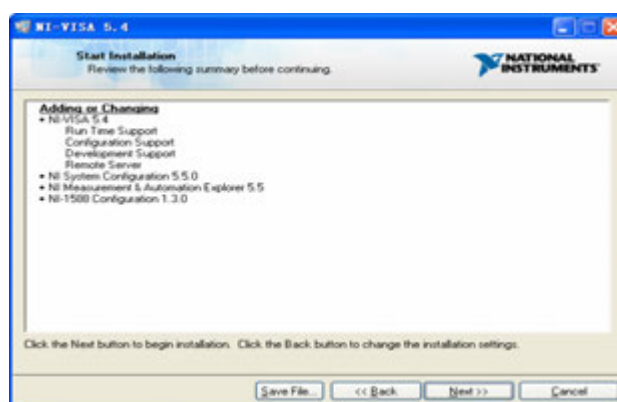 NI-VISA 5.4
Start Installation
Review the following summary before continuing.
NATIONAL
INSTRUMENTS
Adding or Changing
• NI-VISA 5.4
Run Time Support
Configuration Support
Development Support
Remote Server
• NI System Configuration 5.5.0
• NI Measurement & Automation Explorer 5.5
• NI-1588 Configuration 1.3.0
Click the Next button to begin installation. Click the Back button to change the installation settings.
Save File... << Back Next >> Cancel